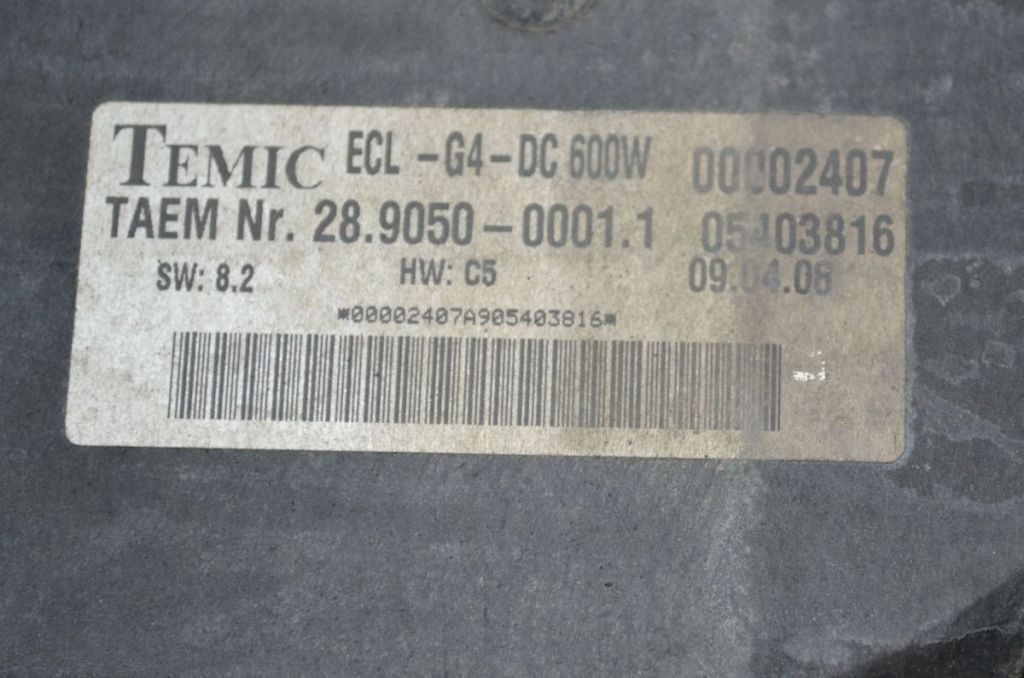 TEMIC ECL -G4-DC 600W 00002407
TAEM Nr. 28.9050-0001.1 05403816
SW: 8.2 HW: C5 09.04.08
*00002407A905403816*